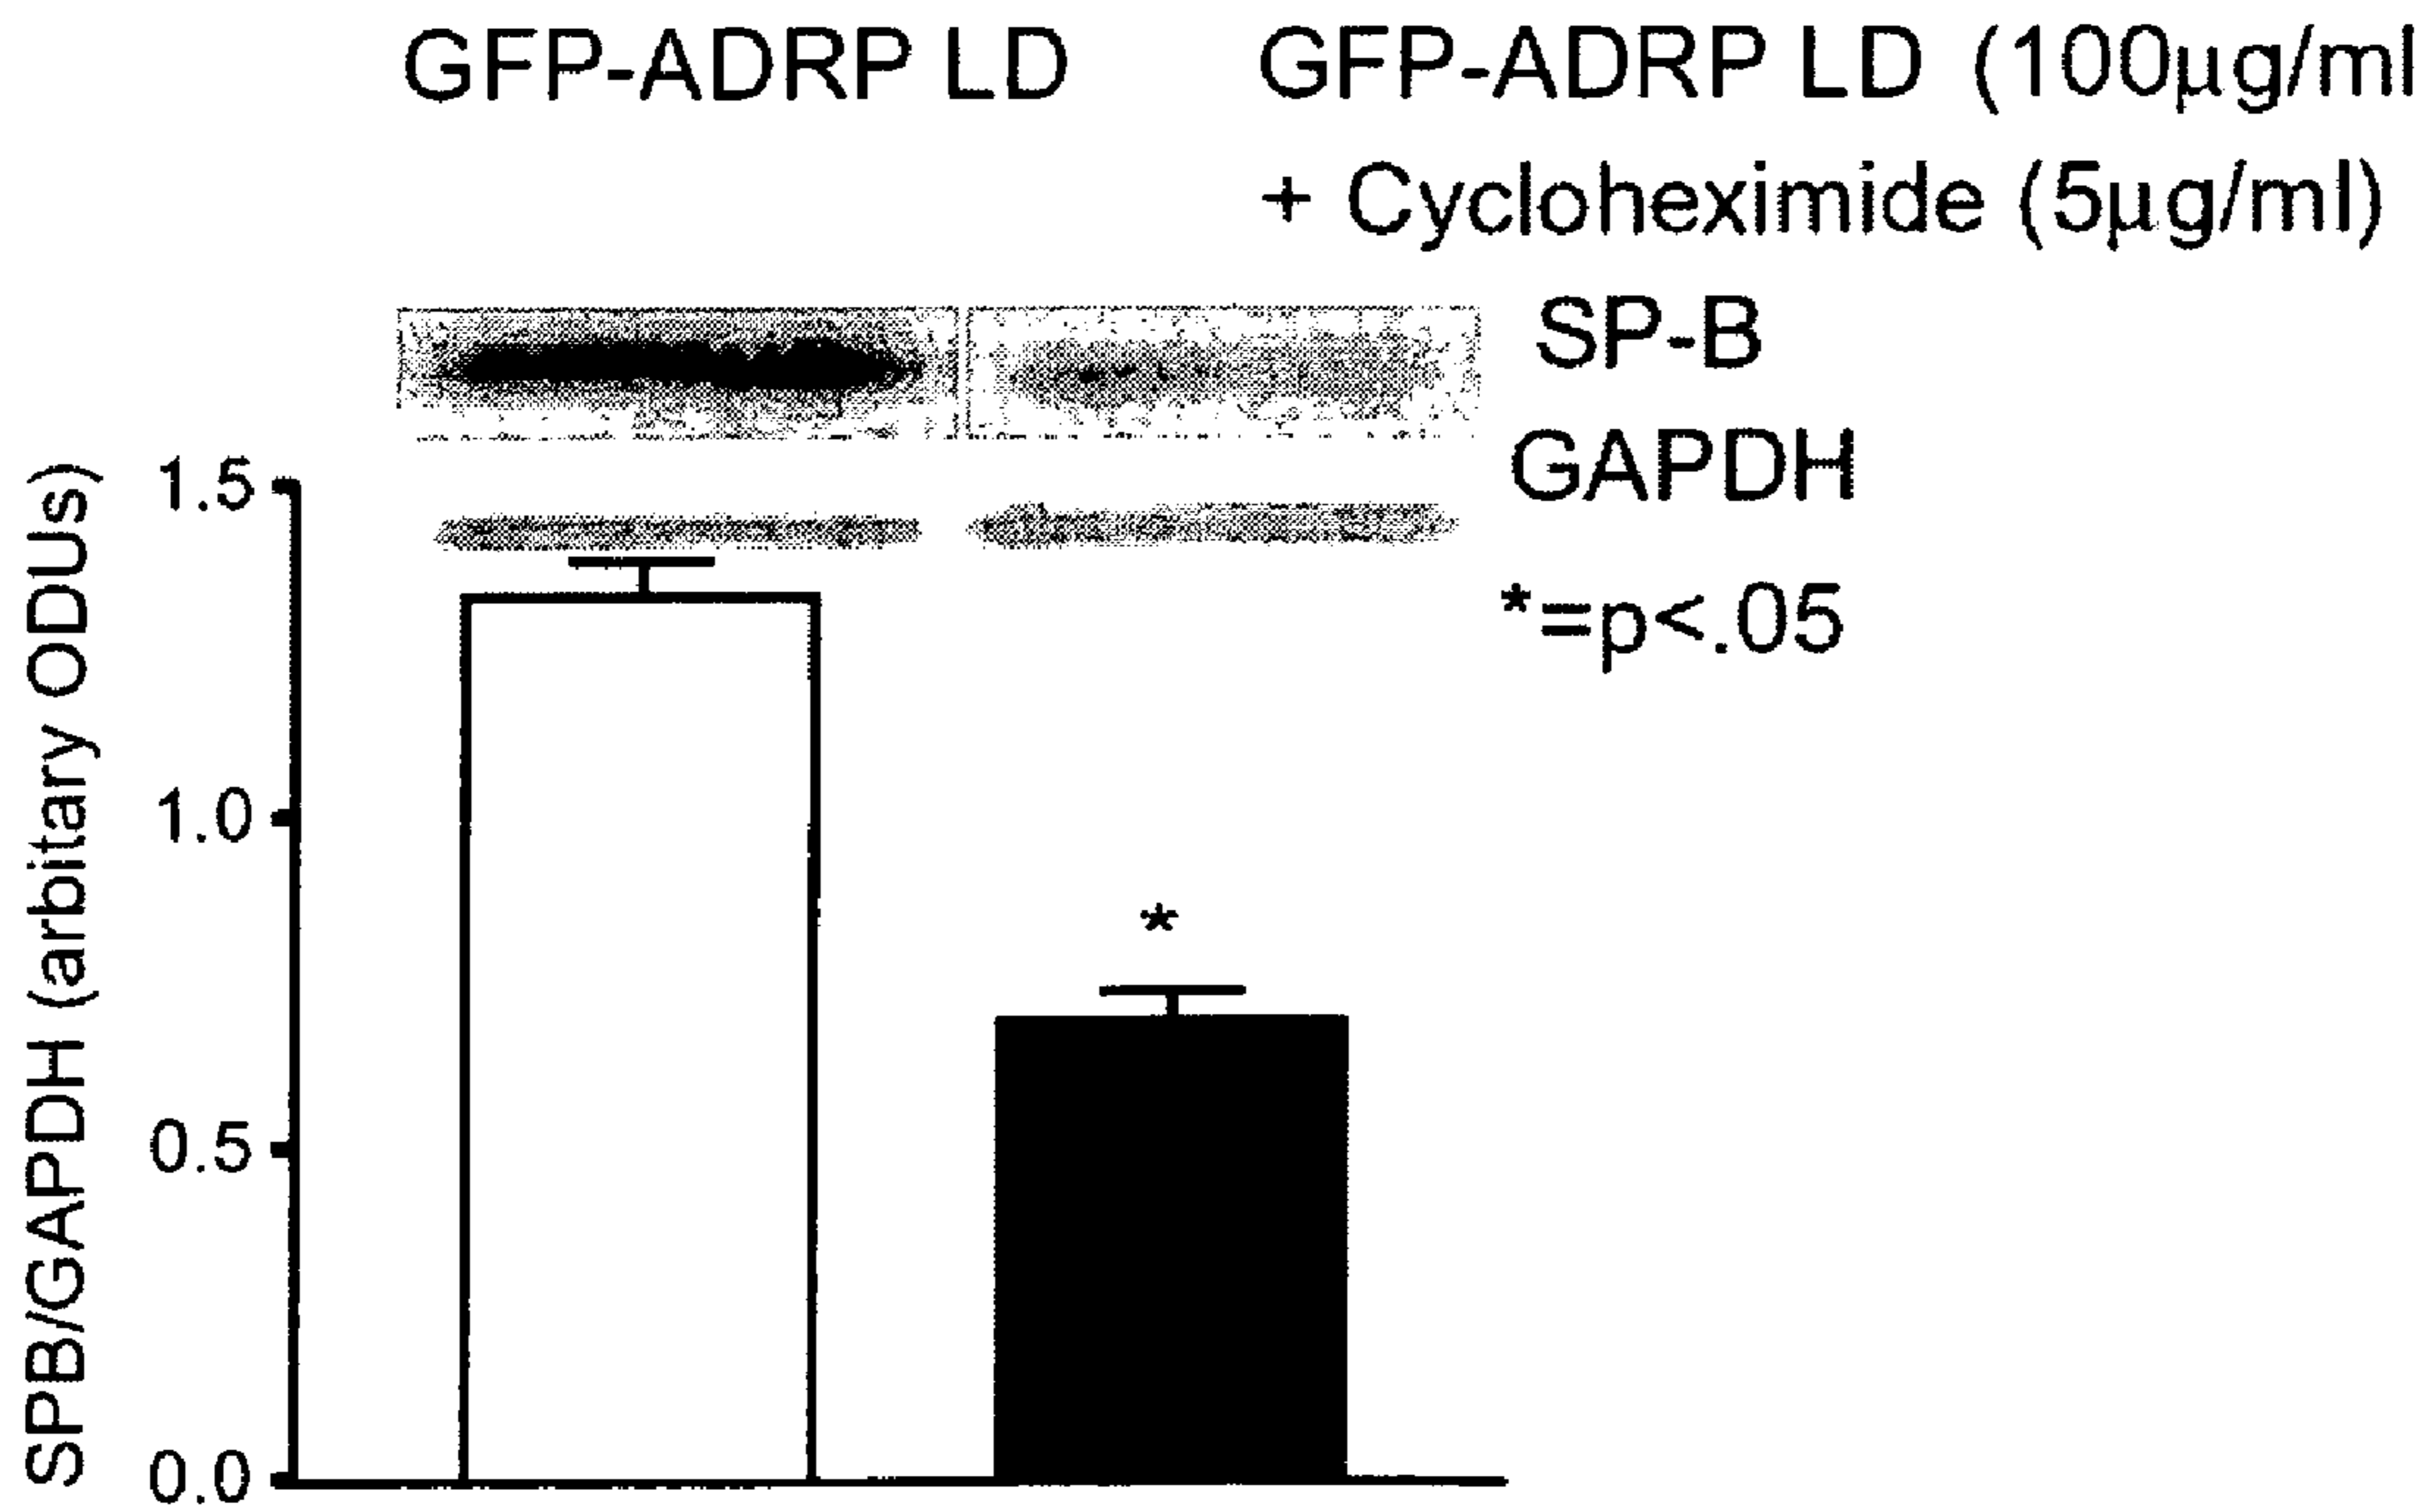 GFP-ADRP LD
GFP-ADRP LD (100µg/ml
+ Cycloheximide (5µg/ml)
SP-B
GAPDH
*=p<.05
SPB/GAPDH (arbitary ODUs)
1.5
1.0
0.5
0.0
*